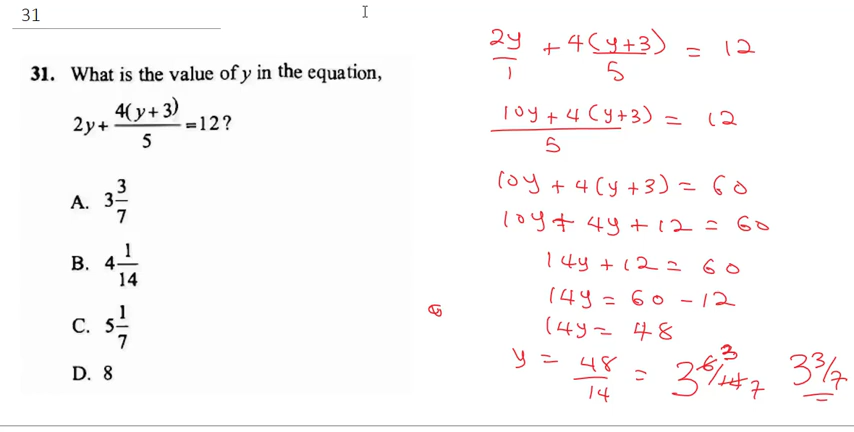 31
31. What is the value of y in the equation,
2y + 4(y + 3)/5 = 12?
A. 3 3/7
B. 4 1/14
C. 5 1/7
D. 8
2y/1 + 4(y+3)/5 = 12
10y + 4(y+3)/5 = 12
10y + 4(y+3) = 60
10y + 4y + 12 = 60
14y + 12 = 60
14y = 60 - 12
14y = 48
y = 48/14 = 3 6/14 3/7 3 3/7